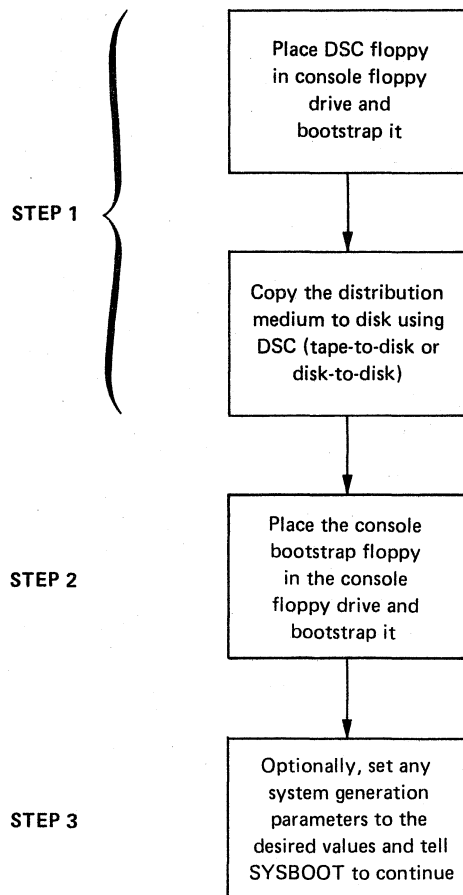 Place DSC floppy
in console floppy
drive and
bootstrap it
STEP 1
Copy the distribution
medium to disk using
DSC (tape-to-disk or
disk-to-disk)
STEP 2
Place the console
bootstrap floppy
in the console
floppy drive and
bootstrap it
STEP 3
Optionally, set any
system generation
parameters to the
desired values and tell
SYSBOOT to continue